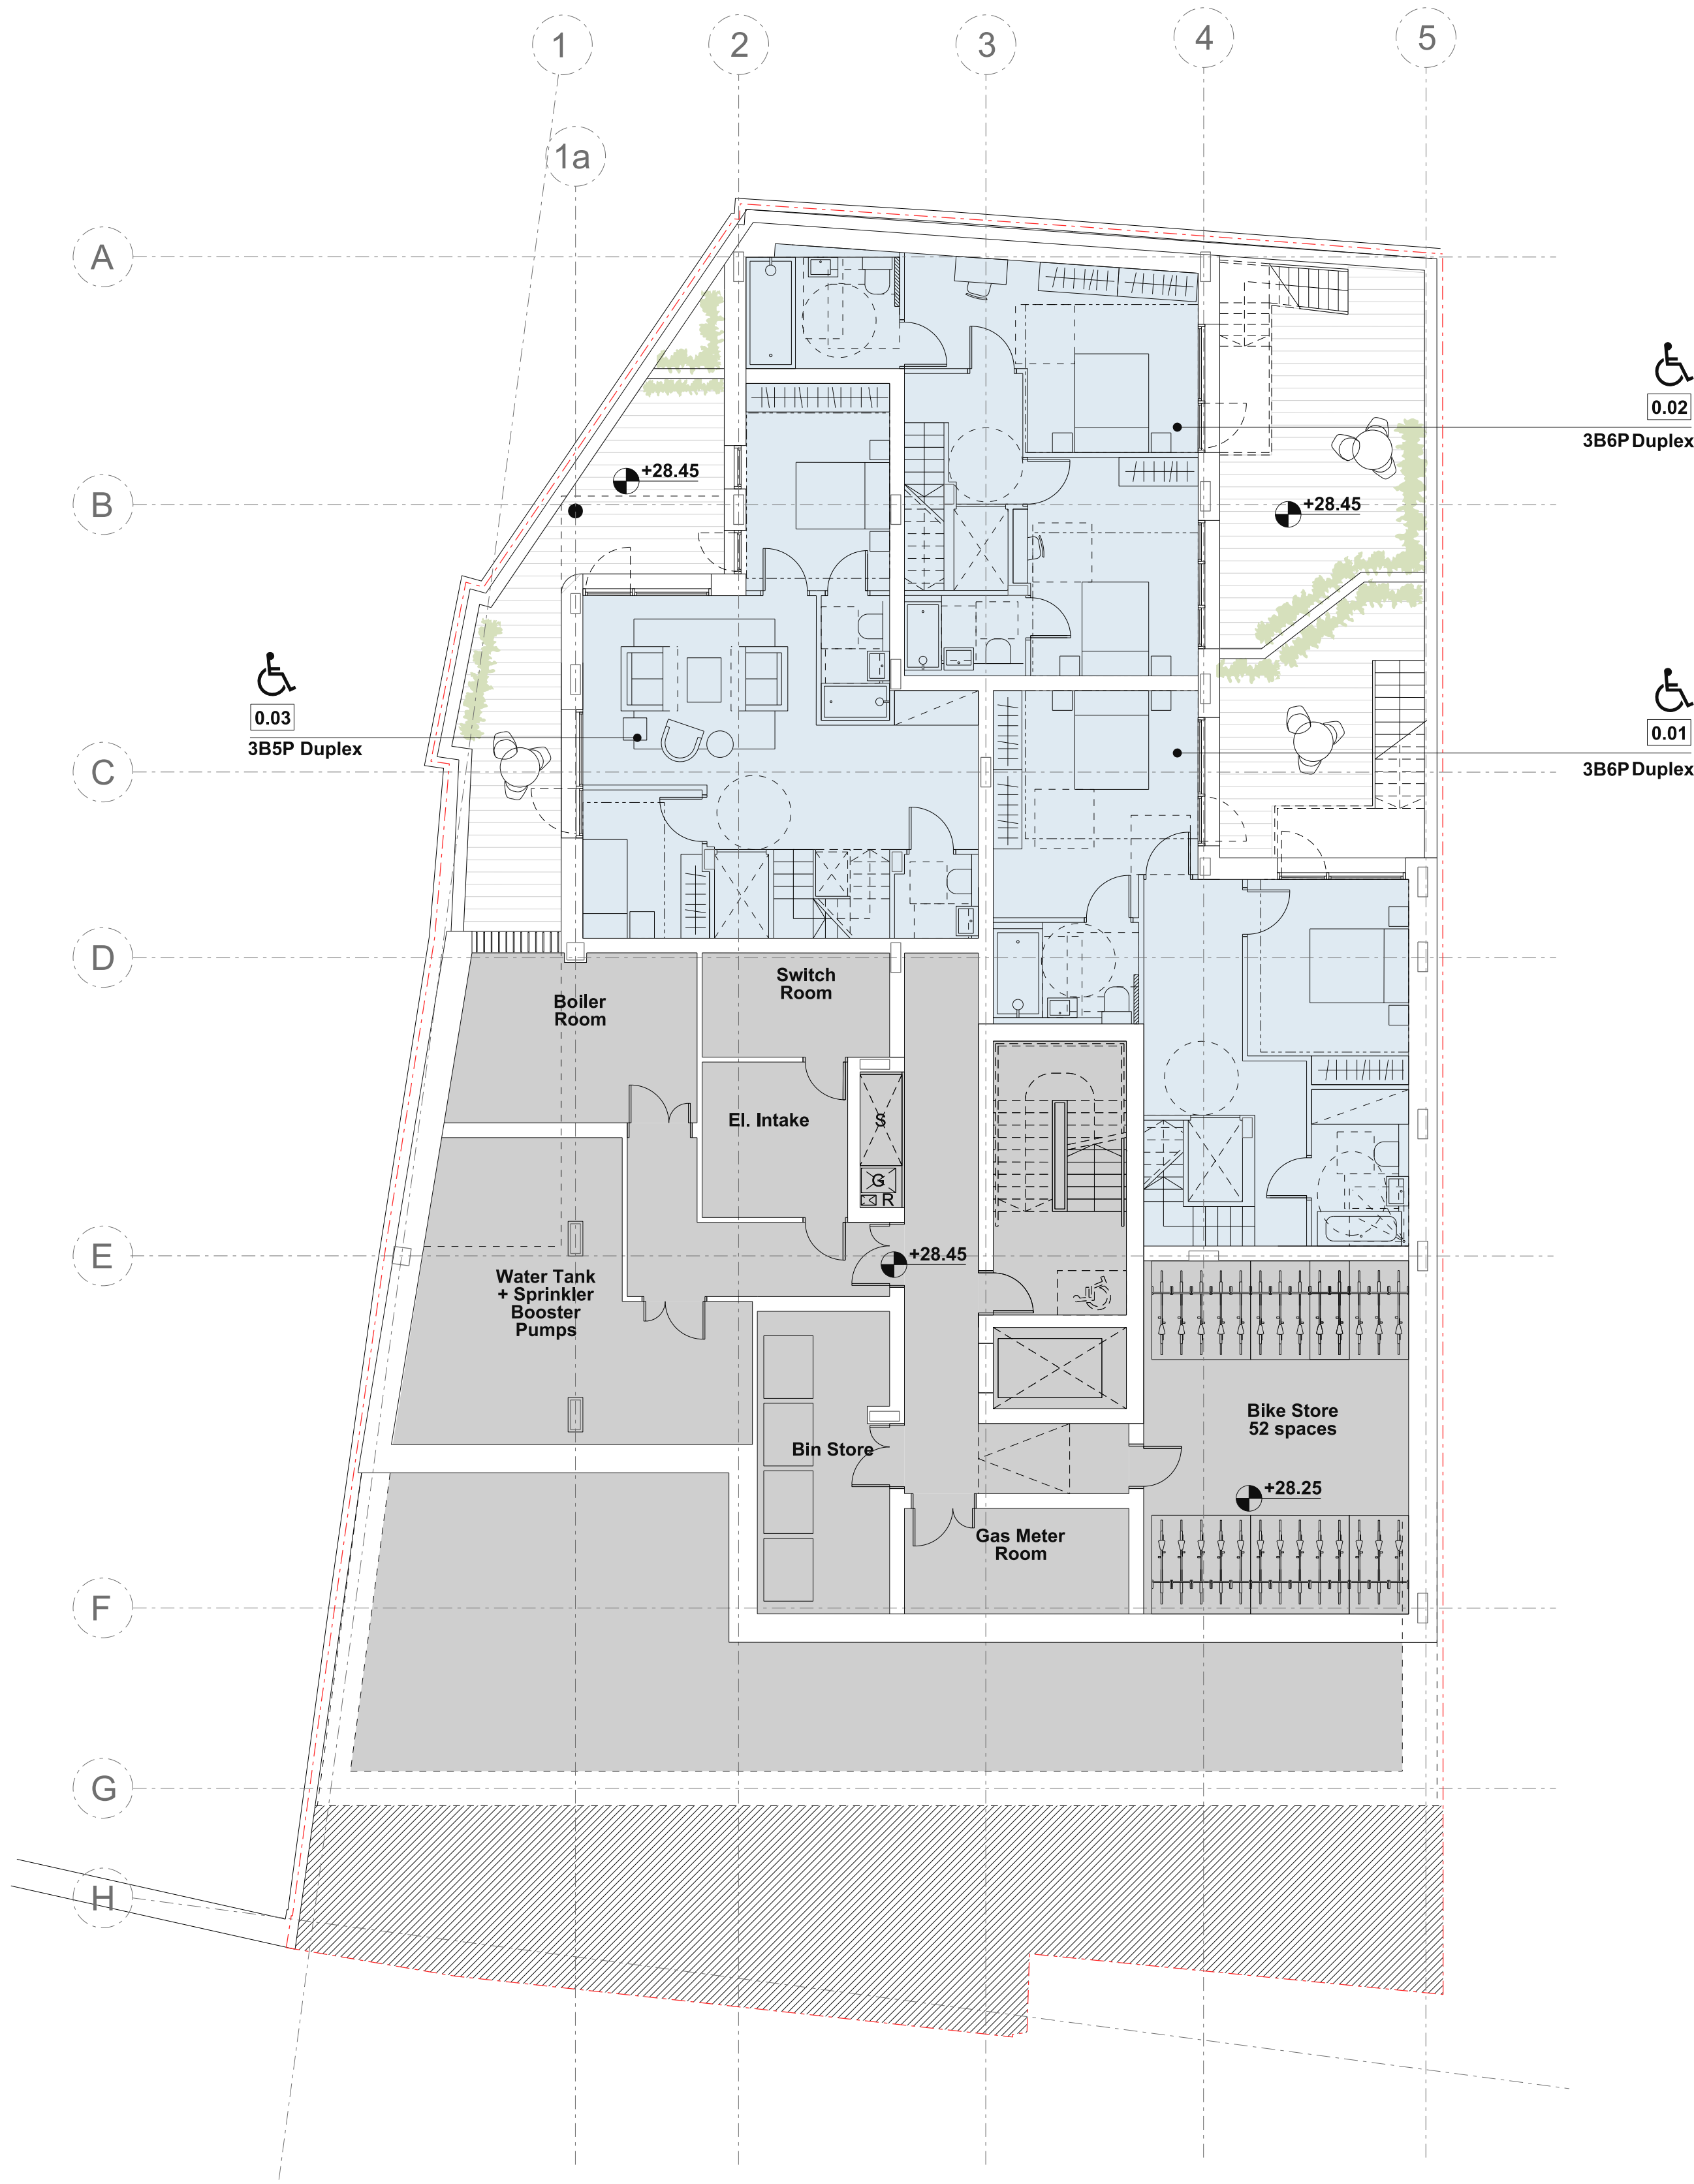 1
2
3
4
5
1a
A
0.02
3B6P Duplex
+28.45
B
+28.45
0.03
3B5P Duplex
0.01
3B6P Duplex
C
D
Switch
Room
Boiler
Room
El. Intake
S
G
R
E
+28.45
Water Tank
+ Sprinkler
Booster
Pumps
Bike Store
52 spaces
Bin Store
+28.25
Gas Meter
Room
F
G
H